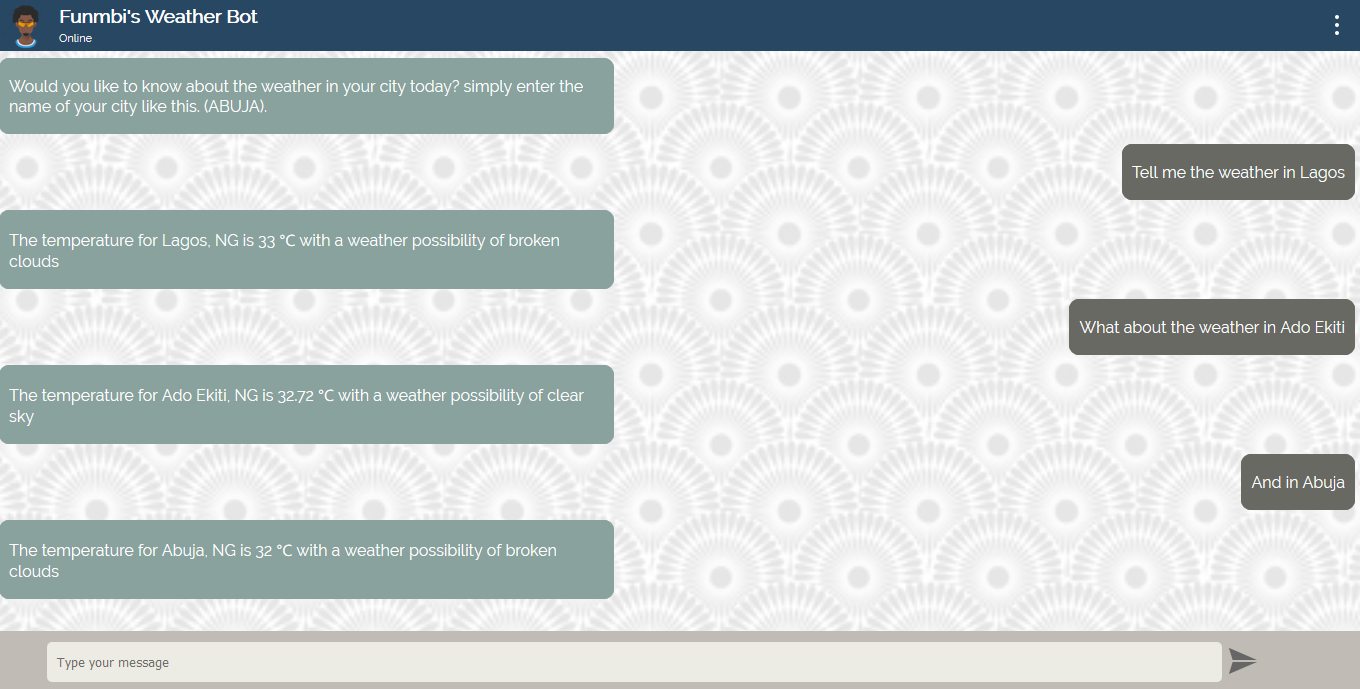 Funmbi's Weather Bot
Online
Would you like to know about the weather in your city today? simply enter the
name of your city like this. (ABUJA).
Tell me the weather in Lagos
The temperature for Lagos, NG is 33 °C with a weather possibility of broken
clouds
What about the weather in Ado Ekiti
The temperature for Ado Ekiti, NG is 32.72 °C with a weather possibility of clear
sky
And in Abuja
The temperature for Abuja, NG is 32 °C with a weather possibility of broken
clouds
Type your message